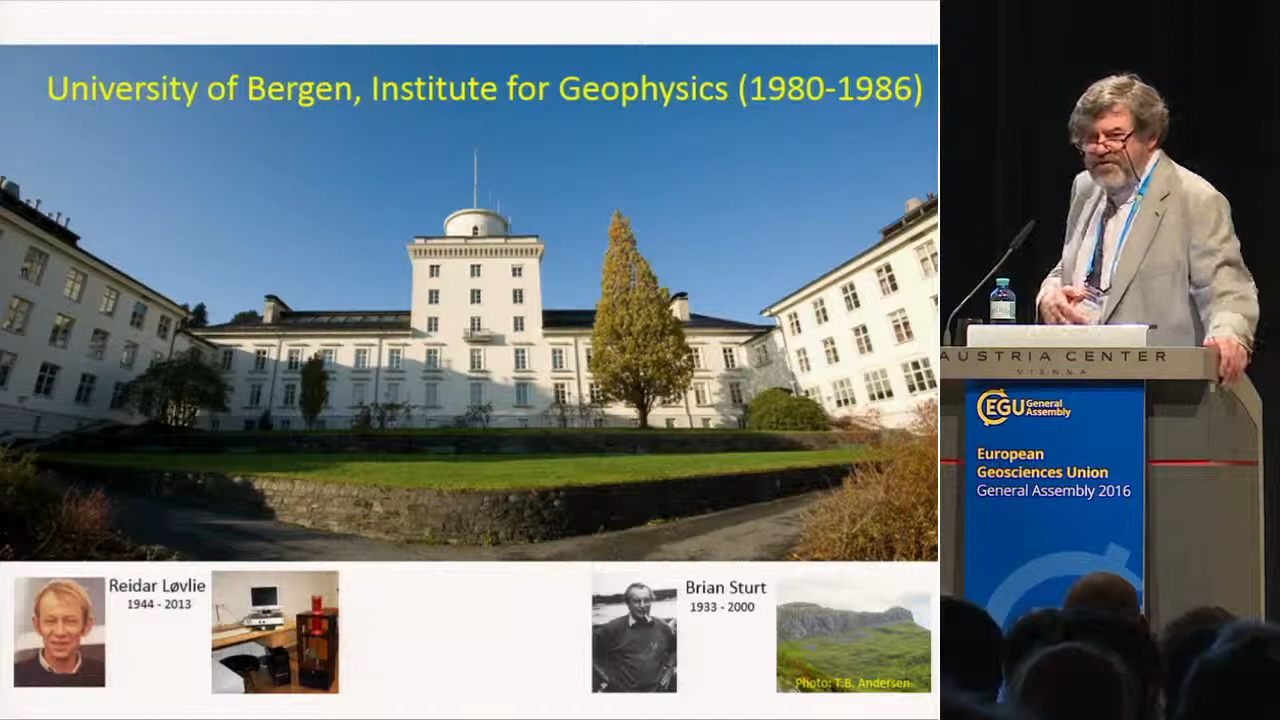 University of Bergen, Institute for Geophysics (1980-1986)
Reidar Løvlie
1944 - 2013
Brian Sturt
1933 - 2000
Photo: T.B. Andersen
AUSTRIA CENTER
VIENNA
EGU General
Assembly
European
Geosciences Union
General Assembly 2016